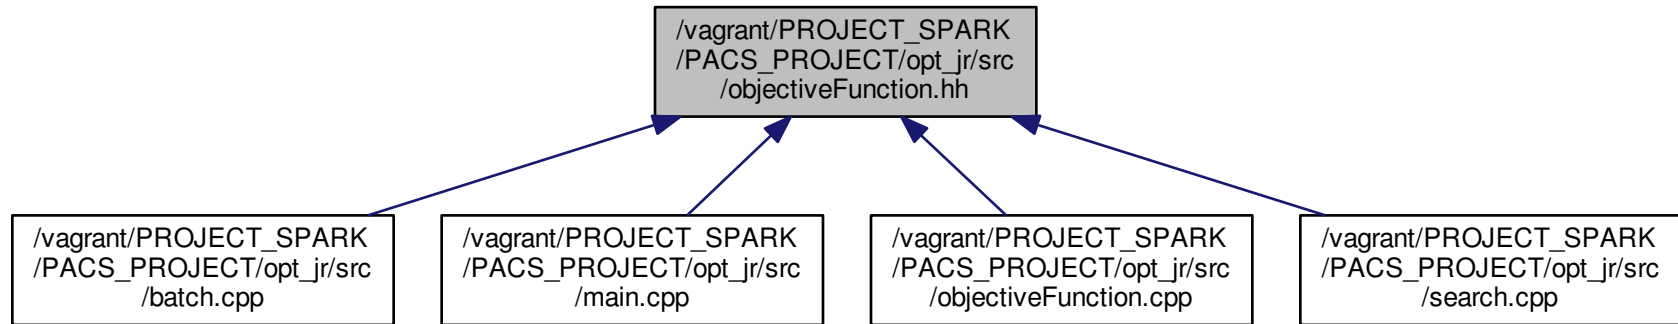 /vagrant/PROJECT_SPARK
/PACS_PROJECT/opt_jr/src
/objectiveFunction.hh
/vagrant/PROJECT_SPARK
/PACS_PROJECT/opt_jr/src
/batch.cpp
/vagrant/PROJECT_SPARK
/PACS_PROJECT/opt_jr/src
/main.cpp
/vagrant/PROJECT_SPARK
/PACS_PROJECT/opt_jr/src
/objectiveFunction.cpp
/vagrant/PROJECT_SPARK
/PACS_PROJECT/opt_jr/src
/search.cpp